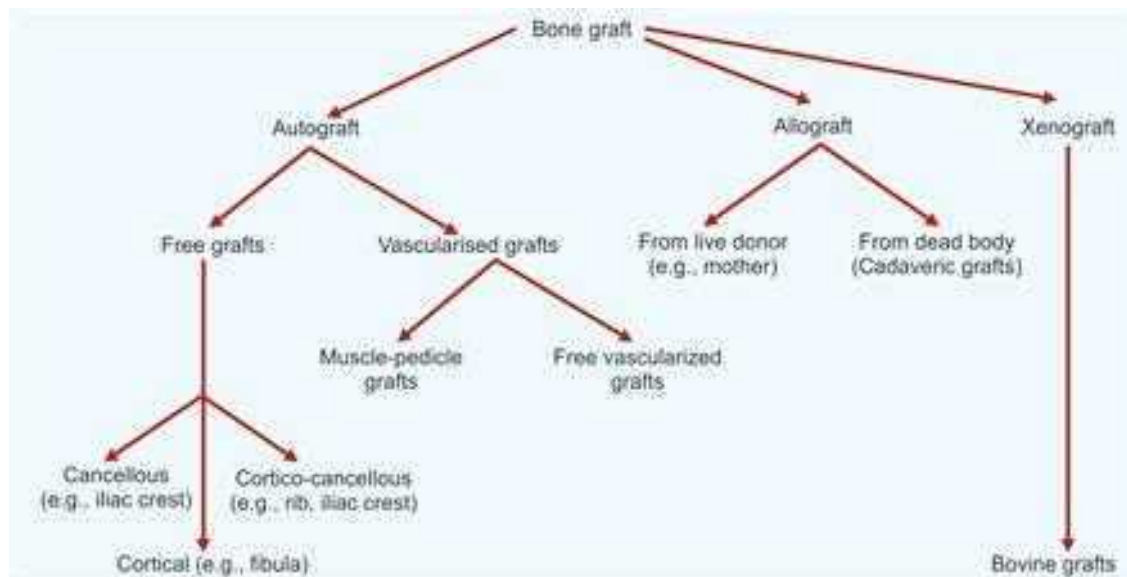 Bone graft
Autograft
Allograft
Xenograft
Free grafts
Vascularised grafts
From live donor
(e.g., mother)
From dead body
(Cadaveric grafts)
Muscle-pedicle
grafts
Free vascularized
grafts
Cancellous
(e.g., iliac crest)
Cortico-cancellous
(e.g., rib, iliac crest)
Cortical (e.g., fibula)
Bovine grafts